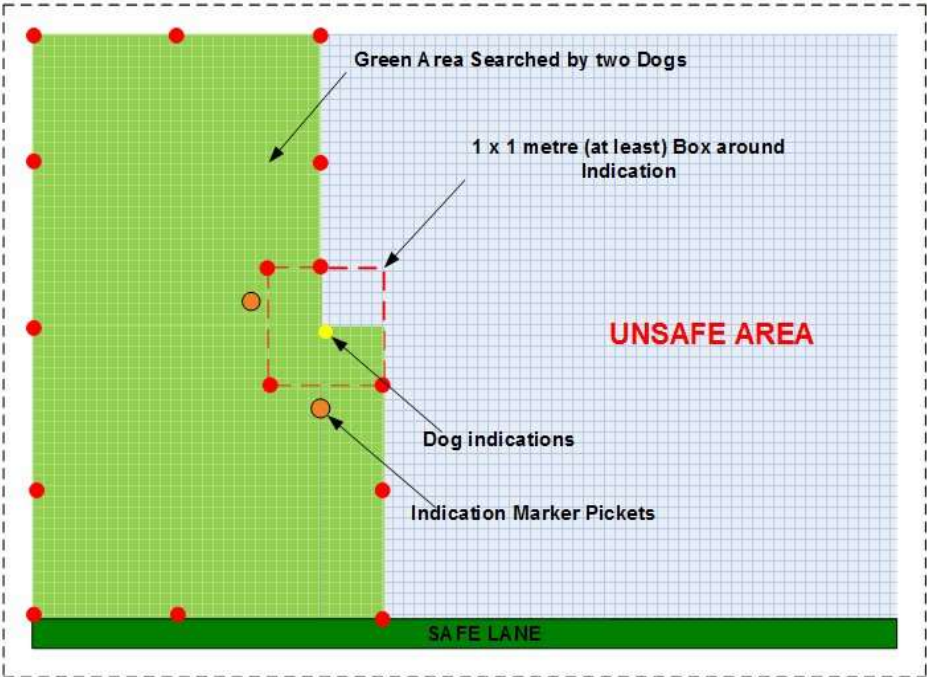 Green Area Searched by two Dogs
1 x 1 metre (at least) Box around
Indication
UNSAFE AREA
Dog indications
Indication Marker Pickets
SAFE LANE